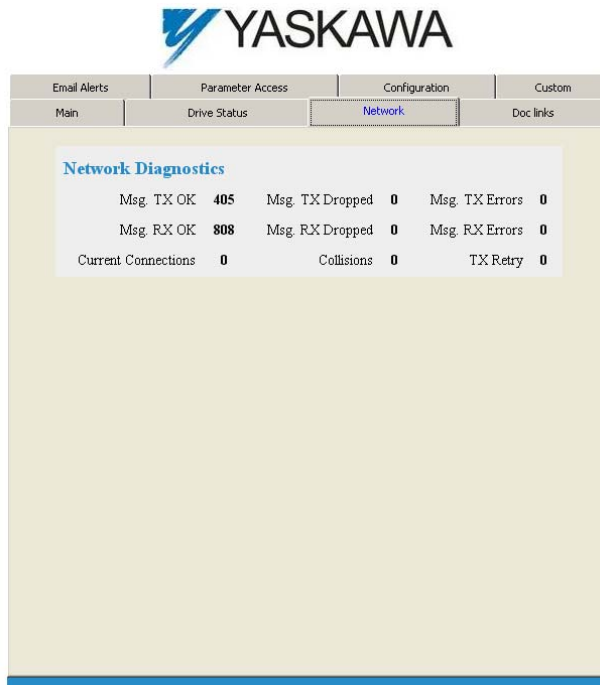 YASKAWA
Email Alerts Parameter Access Configuration Custom
Main Drive Status Network Doc links
Network Diagnostics
Msg. TX OK 405 Msg. TX Dropped 0 Msg. TX Errors 0
Msg. RX OK 808 Msg. RX Dropped 0 Msg. RX Errors 0
Current Connections 0 Collisions 0 TX Retry 0